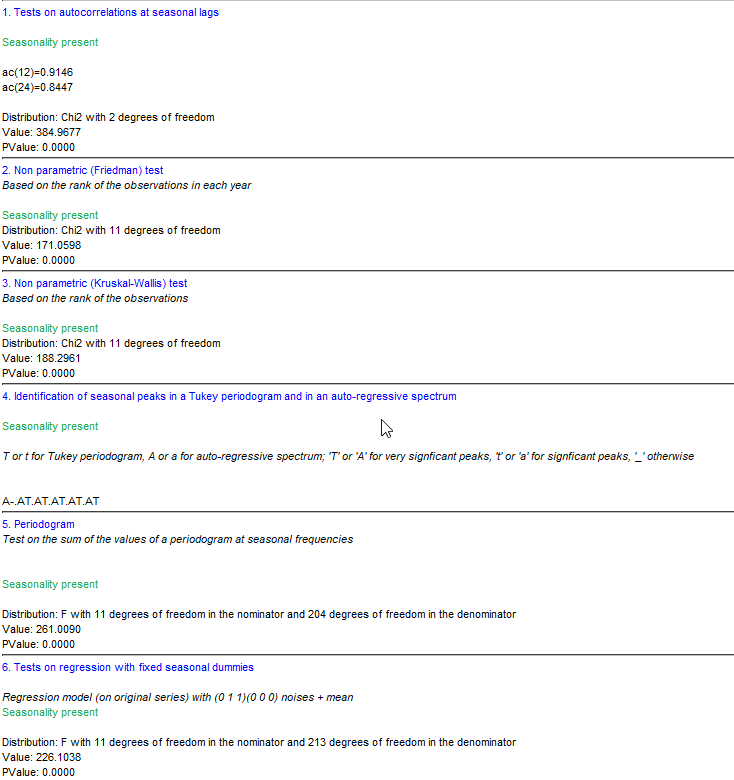 1. Tests on autocorrelations at seasonal lags
Seasonality present
ac(12)=0.9146
ac(24)=0.8447
Distribution: Chi2 with 2 degrees of freedom
Value: 384.9677
PValue: 0.0000
2. Non parametric (Friedman) test
Based on the rank of the observations in each year
Seasonality present
Distribution: Chi2 with 11 degrees of freedom
Value: 171.0598
PValue: 0.0000
3. Non parametric (Kruskal-Wallis) test
Based on the rank of the observations
Seasonality present
Distribution: Chi2 with 11 degrees of freedom
Value: 188.2961
PValue: 0.0000
4. Identification of seasonal peaks in a Tukey periodogram and in an auto-regressive spectrum
Seasonality present
T or t for Tukey periodogram, A or a for auto-regressive spectrum; 'T' or 'A' for very signficant peaks, 't' or 'a' for signficant peaks, '_' otherwise
A-.AT.AT.AT.AT.AT
5. Periodogram
Test on the sum of the values of a periodogram at seasonal frequencies
Seasonality present
Distribution: F with 11 degrees of freedom in the nominator and 204 degrees of freedom in the denominator
Value: 261.0090
PValue: 0.0000
6. Tests on regression with fixed seasonal dummies
Regression model (on original series) with (0 1 1)(0 0 0) noises + mean
Seasonality present
Distribution: F with 11 degrees of freedom in the nominator and 213 degrees of freedom in the denominator
Value: 226.1038
PValue: 0.0000